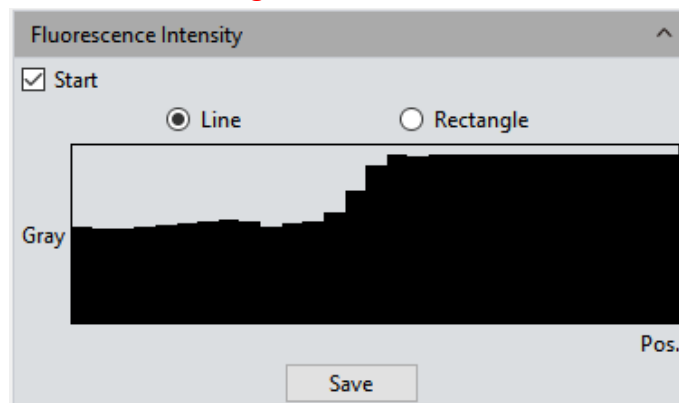 Fluorescence Intensity
Start
Line Rectangle
Gray
Pos.
Save